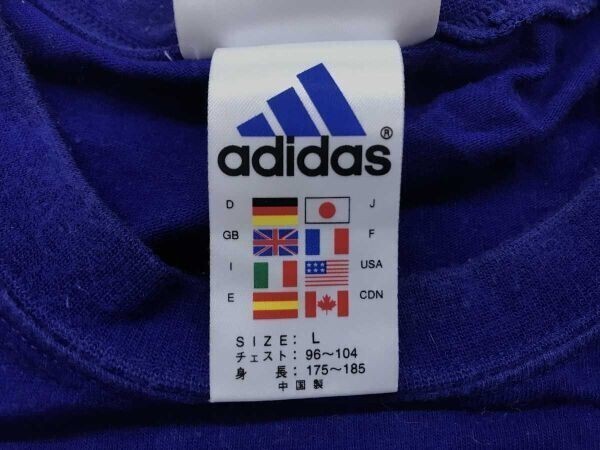 adidas ®
D J
GB F
I USA
E CDN
SIZE: L
チェスト: 96～104
身 長: 175～185
中国製